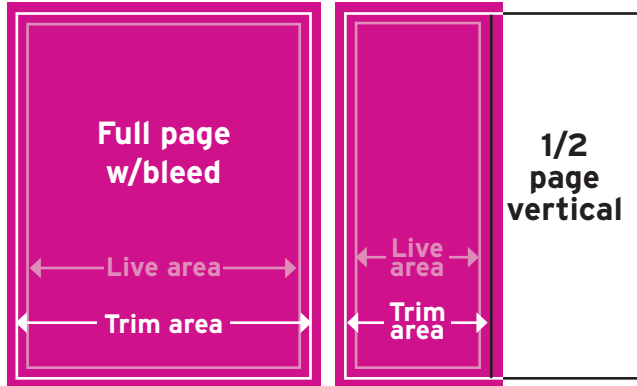 Full page
w/bleed
Live area
Trim area
Live
area
Trim
area
1/2
page
vertical